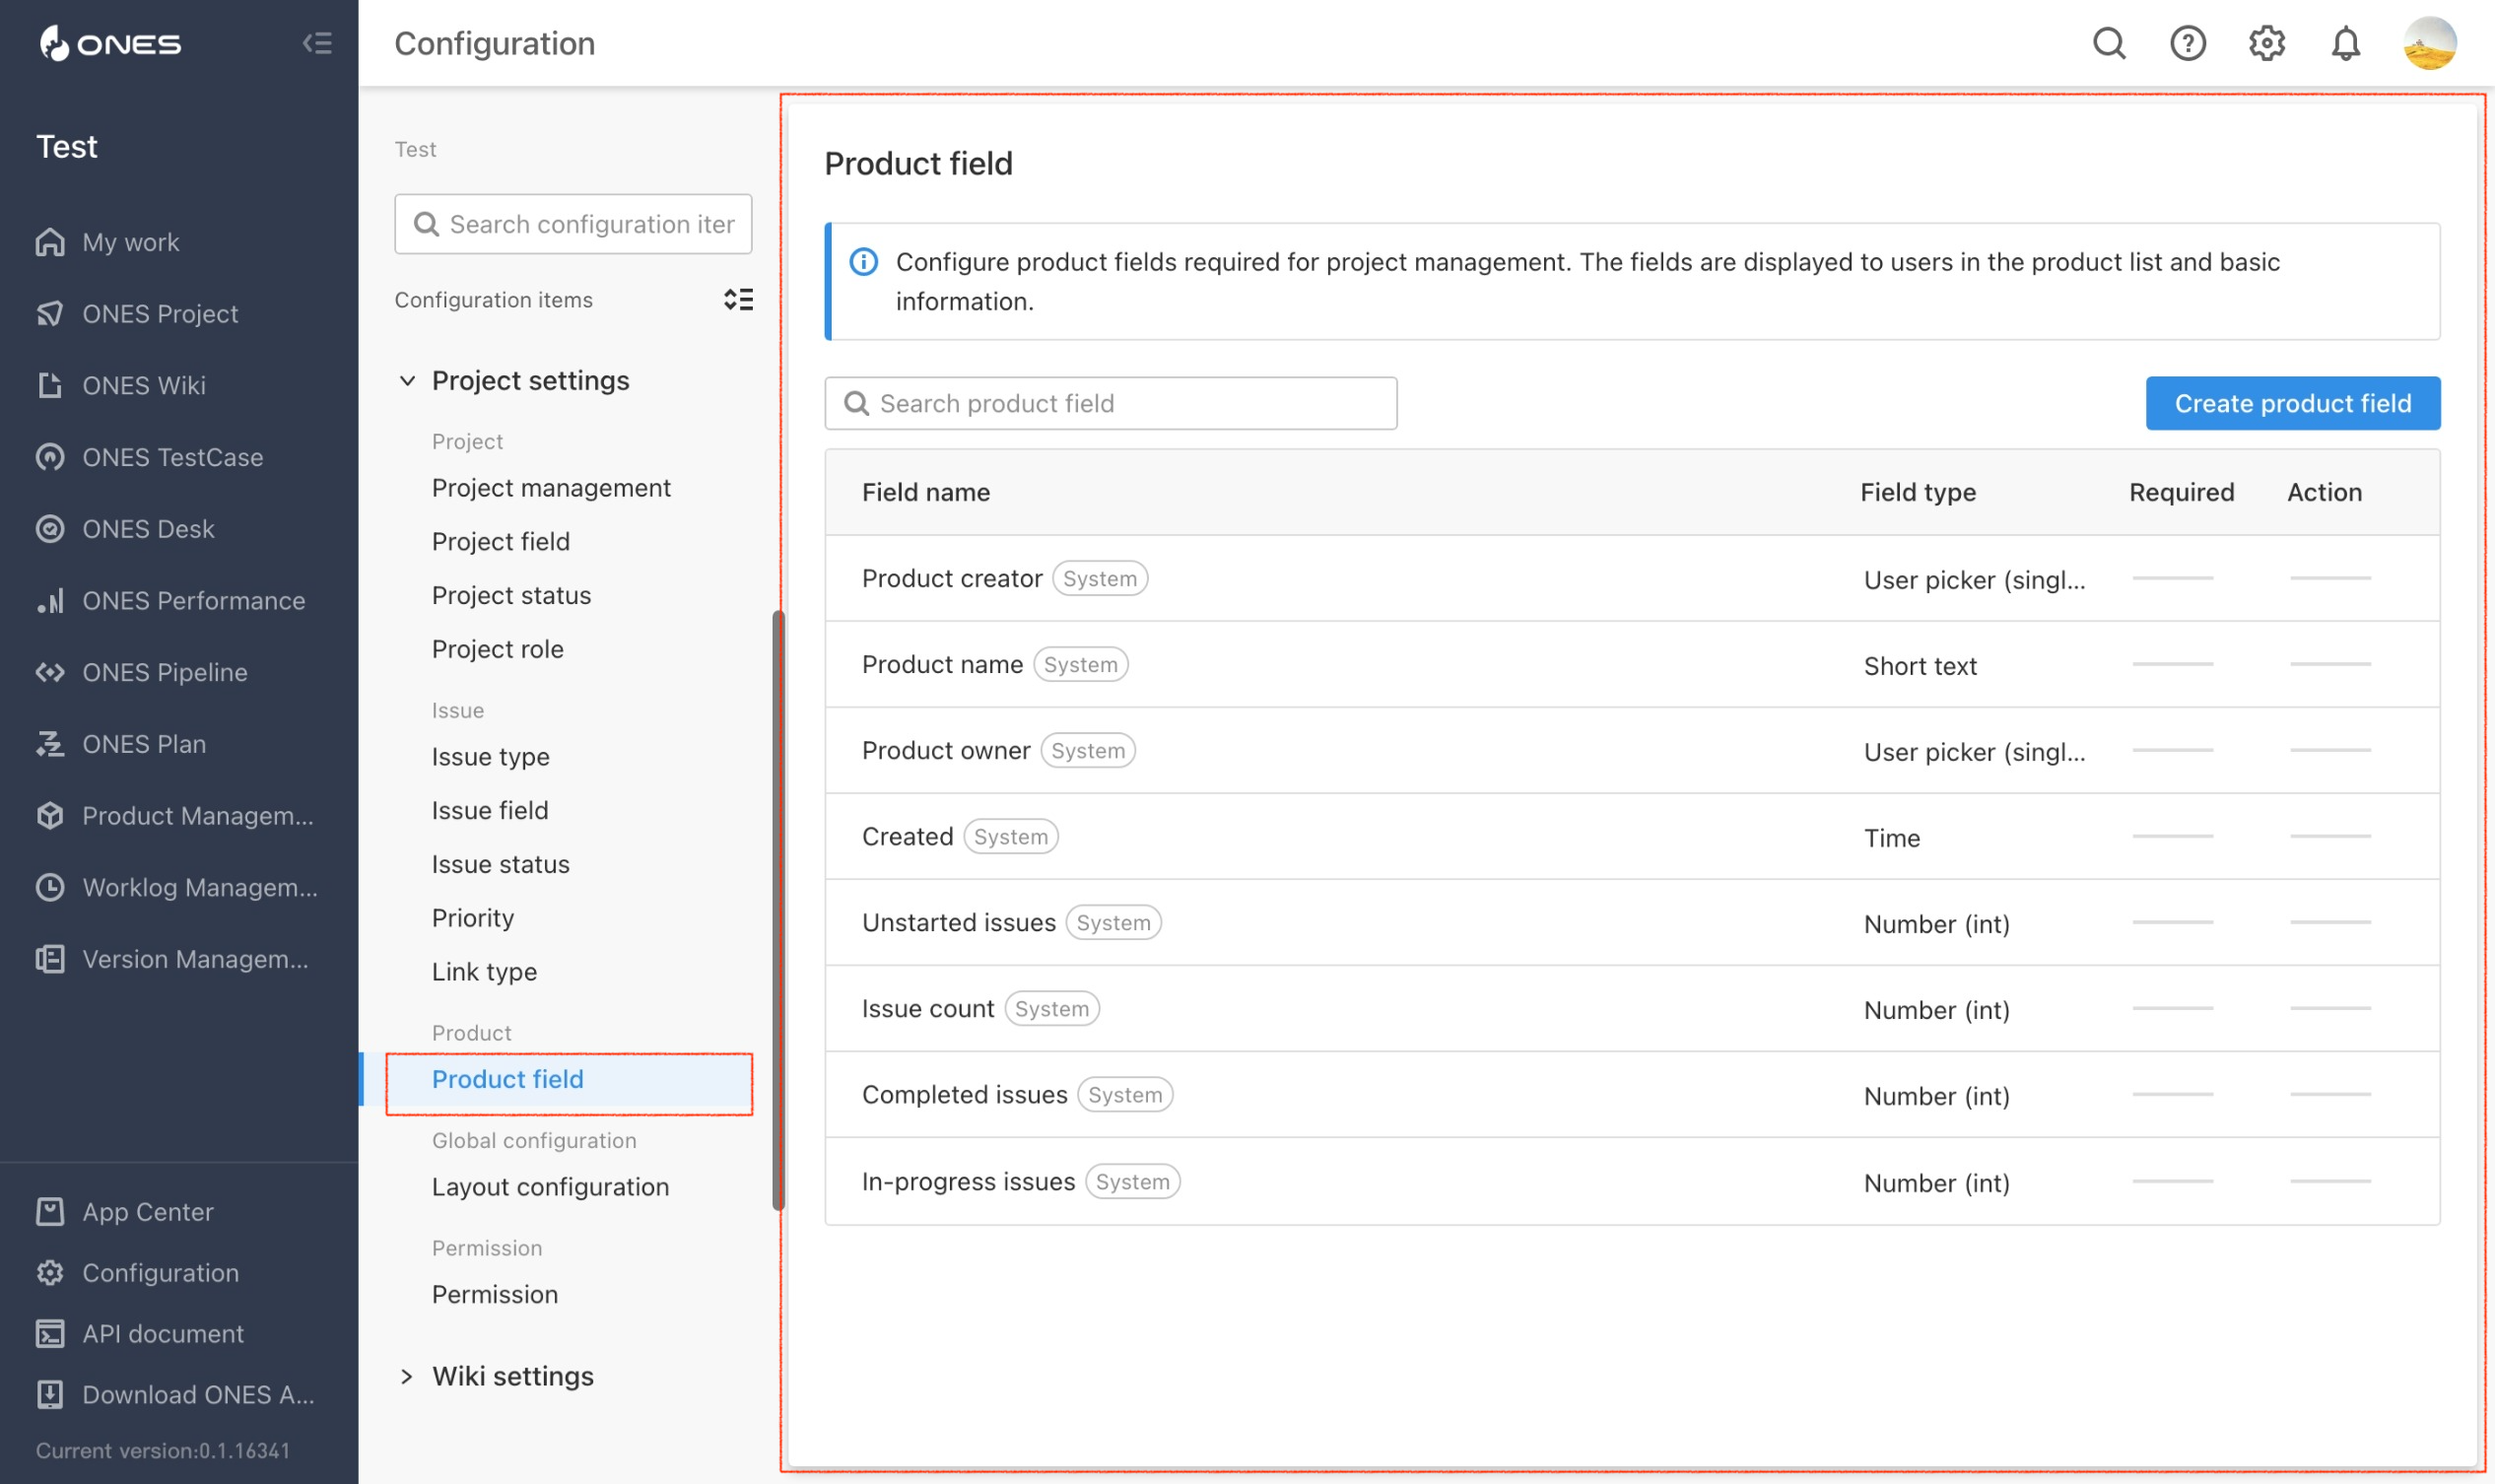 ONES
Configuration
Test
My work
ONES Project
ONES Wiki
ONES TestCase
ONES Desk
ONES Performance
ONES Pipeline
ONES Plan
Product Managem...
Worklog Managem...
Version Managem...
App Center
Configuration
API document
Download ONES A...
Current version:0.1.16341
Test
Search configuration iter
Configuration items
Project settings
Project
Project management
Project field
Project status
Project role
Issue
Issue type
Issue field
Issue status
Priority
Link type
Product
Product field
Global configuration
Layout configuration
Permission
Permission
Wiki settings
Product field
Configure product fields required for project management. The fields are displayed to users in the product list and basic
information.
Search product field
Create product field
Field name Field type Required Action
Product creator System User picker (singl...
Product name System Short text
Product owner System User picker (singl...
Created System Time
Unstarted issues System Number (int)
Issue count System Number (int)
Completed issues System Number (int)
In-progress issues System Number (int)